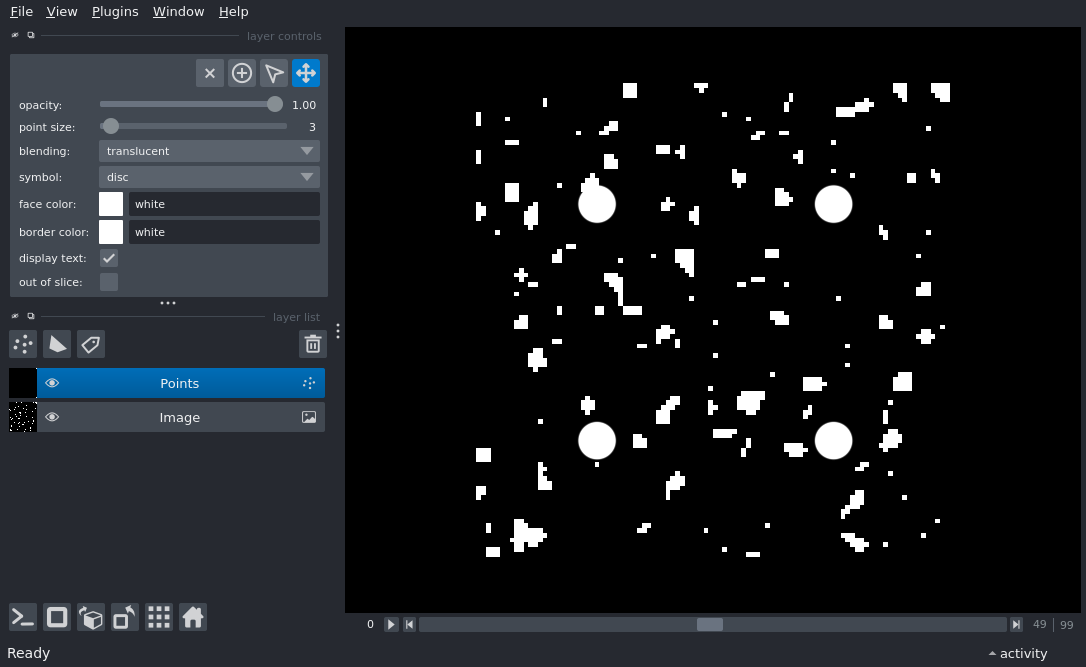 File View Plugins Window Help
layer controls
opacity: 1.00
point size: 3
blending: translucent
symbol: disc
face color: white
border color: white
display text:
out of slice:
layer list
Points
Image
0 49 | 99
Ready activity